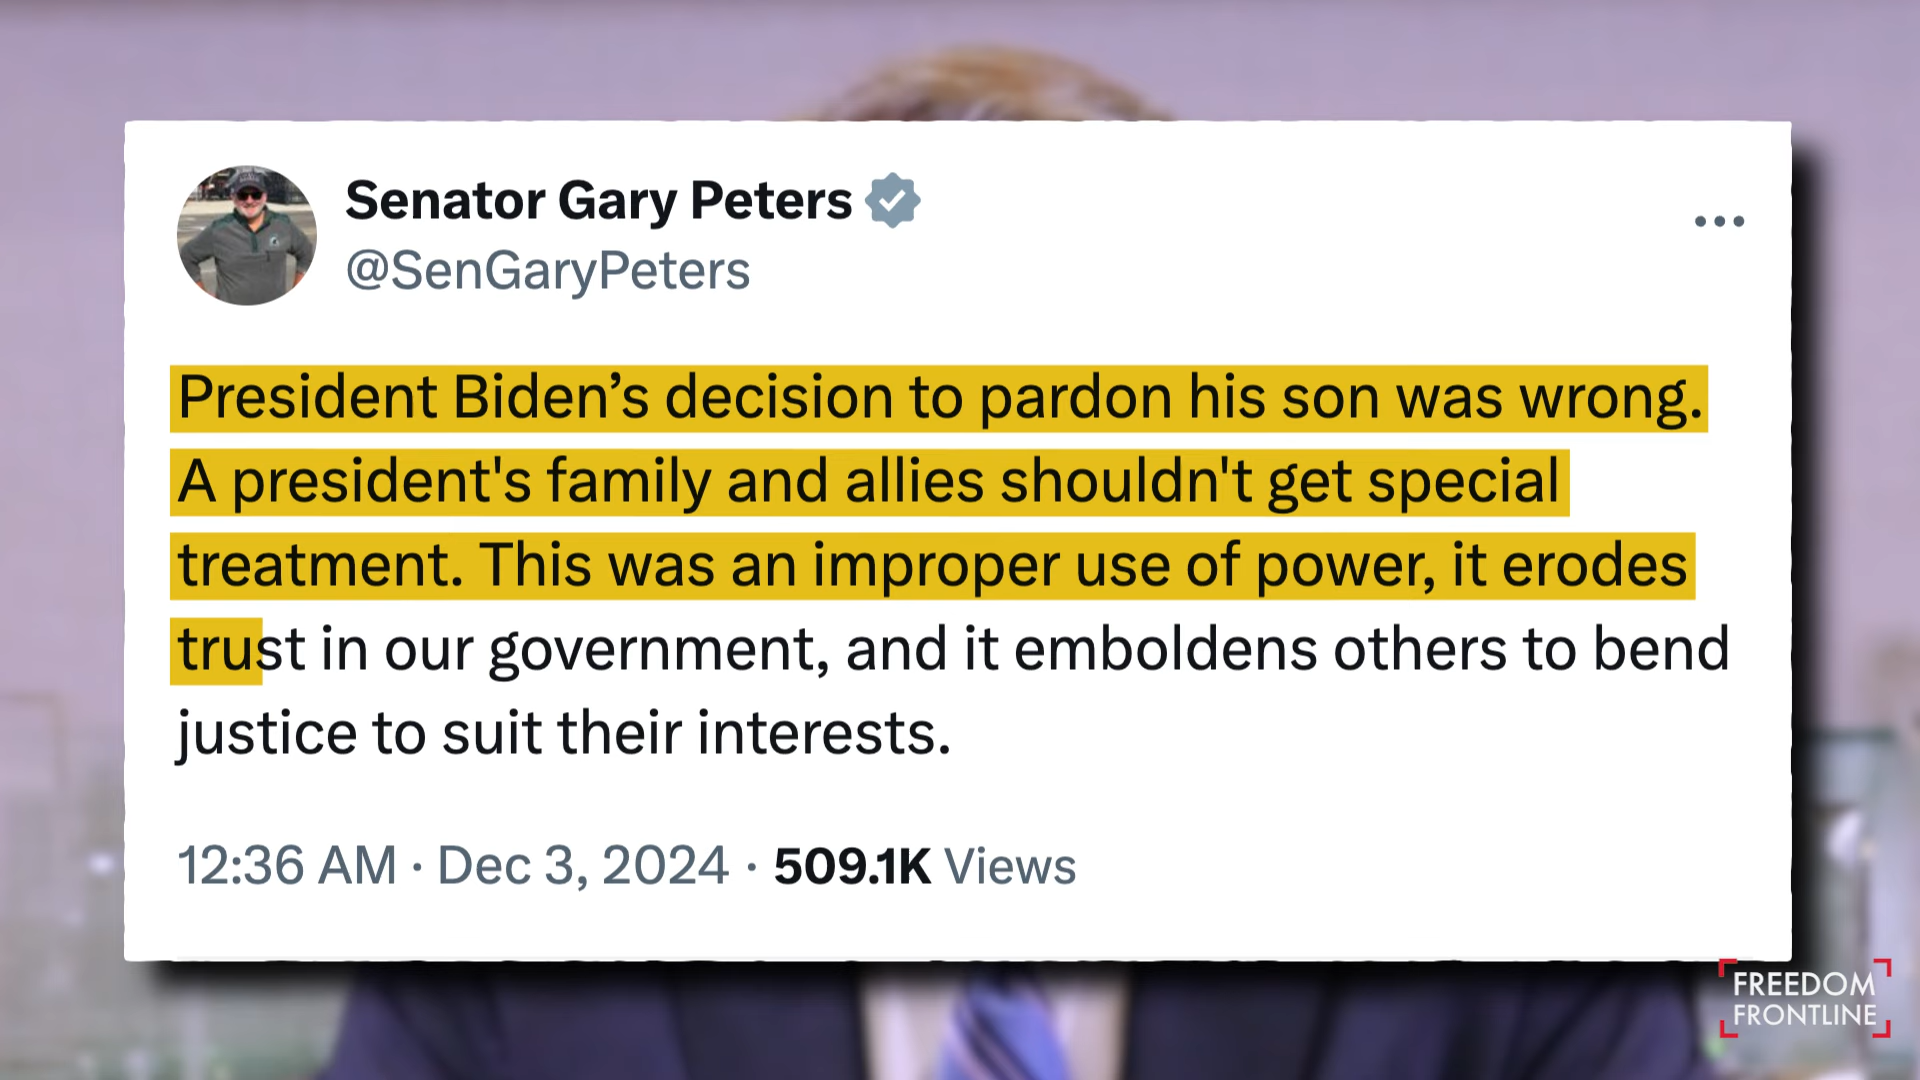 Senator Gary Peters
@SenGaryPeters
President Biden’s decision to pardon his son was wrong.
A president's family and allies shouldn't get special
treatment. This was an improper use of power, it erodes
trust in our government, and it emboldens others to bend
justice to suit their interests.
12:36 AM · Dec 3, 2024 · 509.1K Views
FREEDOM
FRONTLINE